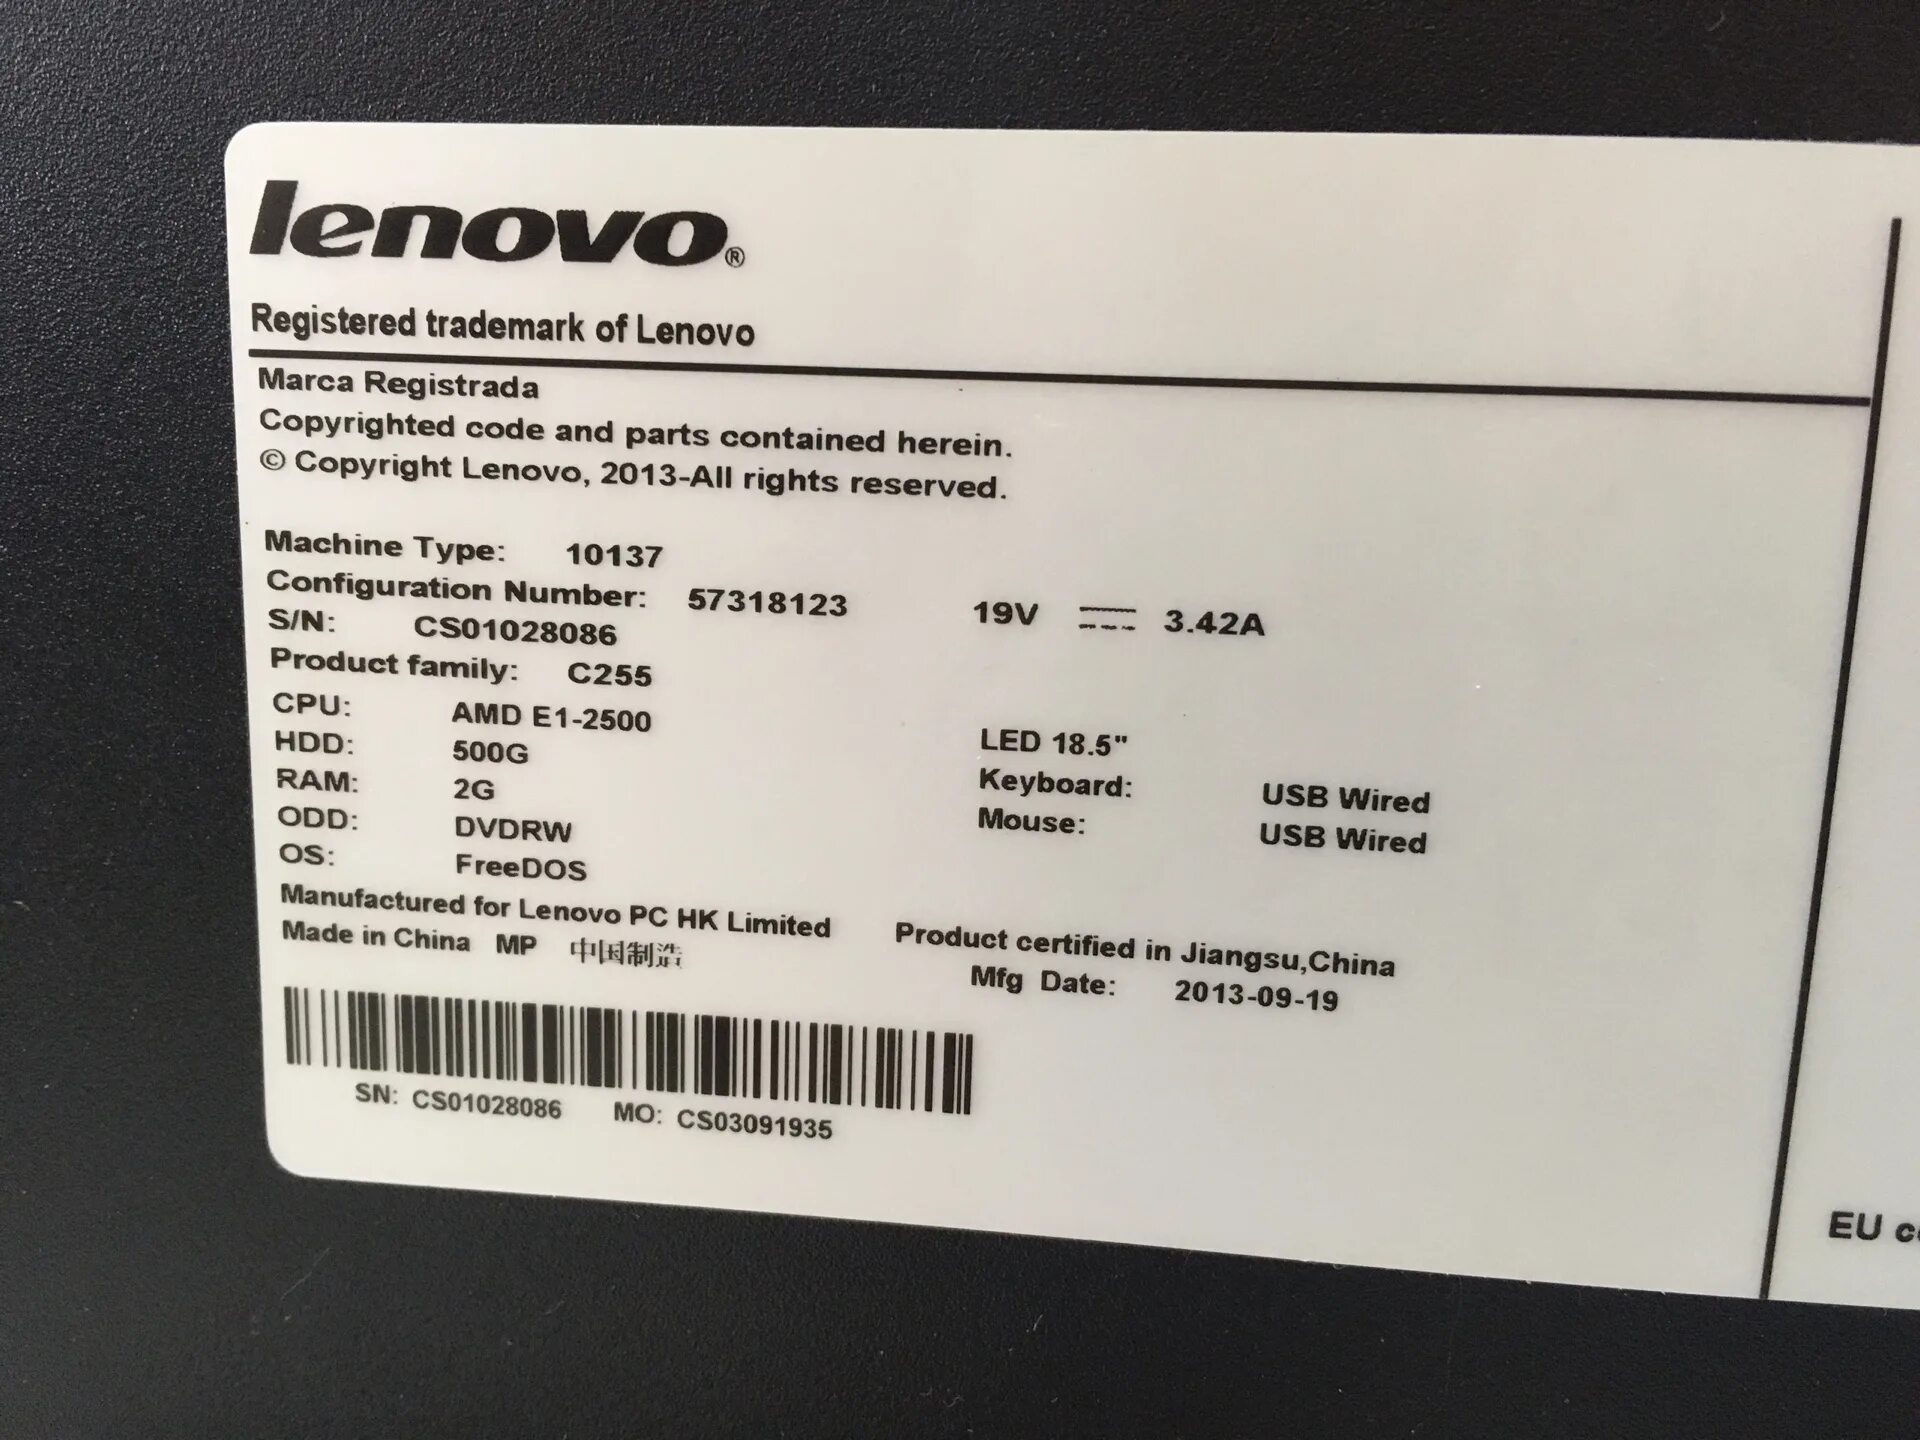 lenovo®
Registered trademark of Lenovo
Marca Registrada
Copyrighted code and parts contained herein.
© Copyright Lenovo, 2013-All rights reserved.
Machine Type: 10137
Configuration Number: 57318123 19V 3.42A
S/N: CS01028086
Product family: C255
CPU: AMD E1-2500
HDD: 500G
RAM: 2G
ODD: DVDRW
OS: FreeDOS
LED 18.5"
Keyboard: USB Wired
Mouse: USB Wired
Manufactured for Lenovo PC HK Limited
Made in China MP 中国制造
Product certified in Jiangsu,China
Mfg Date: 2013-09-19
SN: CS01028086 MO: CS03091935
EU